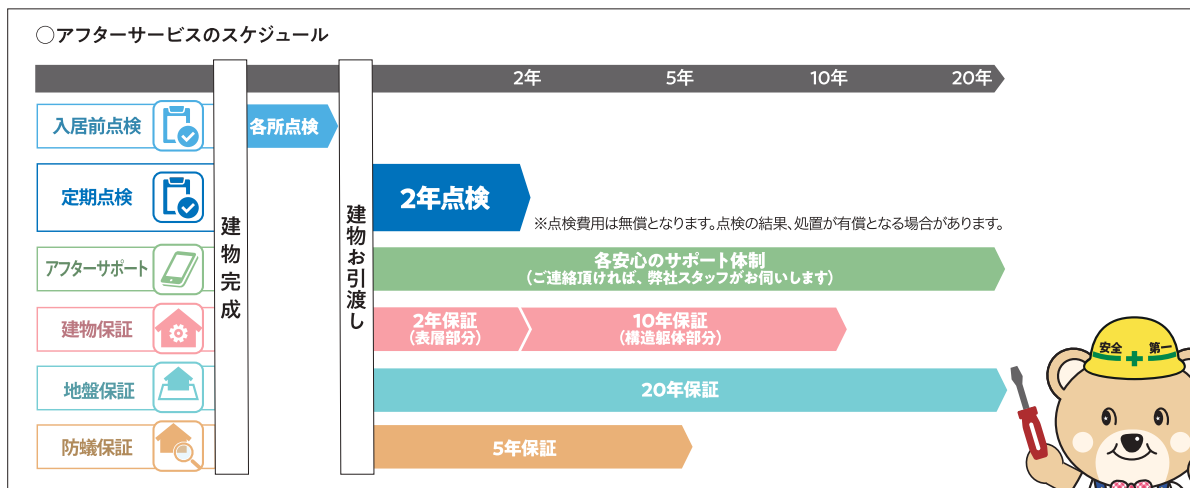 ○アフターサービスのスケジュール
2年 5年 10年 20年
入居前点検
各所点検
定期点検
2年点検
※点検費用は無償となります。点検の結果、処置が有償となる場合があります。
建物完成
建物お引渡し
アフターサポート
各安心のサポート体制
(ご連絡頂ければ、弊社スタッフがお伺いします)
建物保証
2年保証
(表層部分)
10年保証
(構造躯体部分)
地盤保証
20年保証
防蟻保証
5年保証
安全 第一